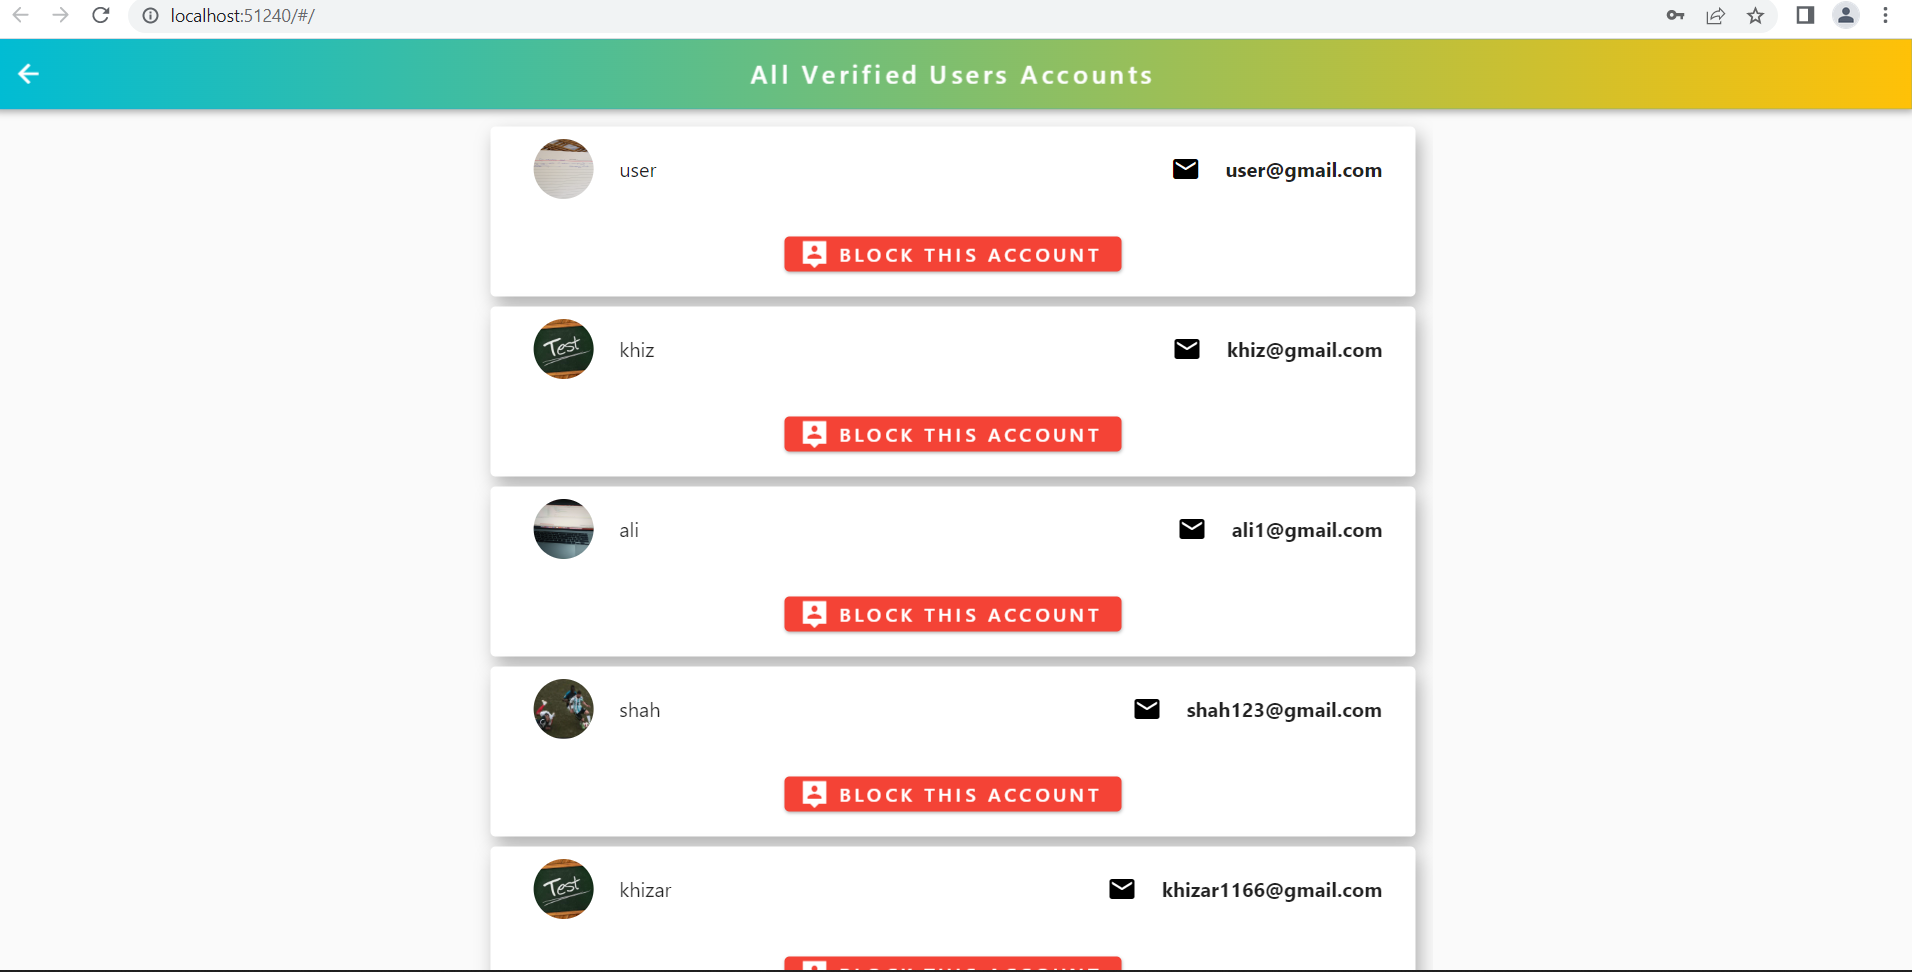 localhost:51240/#/
All Verified Users Accounts
user user@gmail.com
BLOCK THIS ACCOUNT
Test khiz khiz@gmail.com
BLOCK THIS ACCOUNT
ali ali1@gmail.com
BLOCK THIS ACCOUNT
shah shah123@gmail.com
BLOCK THIS ACCOUNT
Test khizar khizar1166@gmail.com